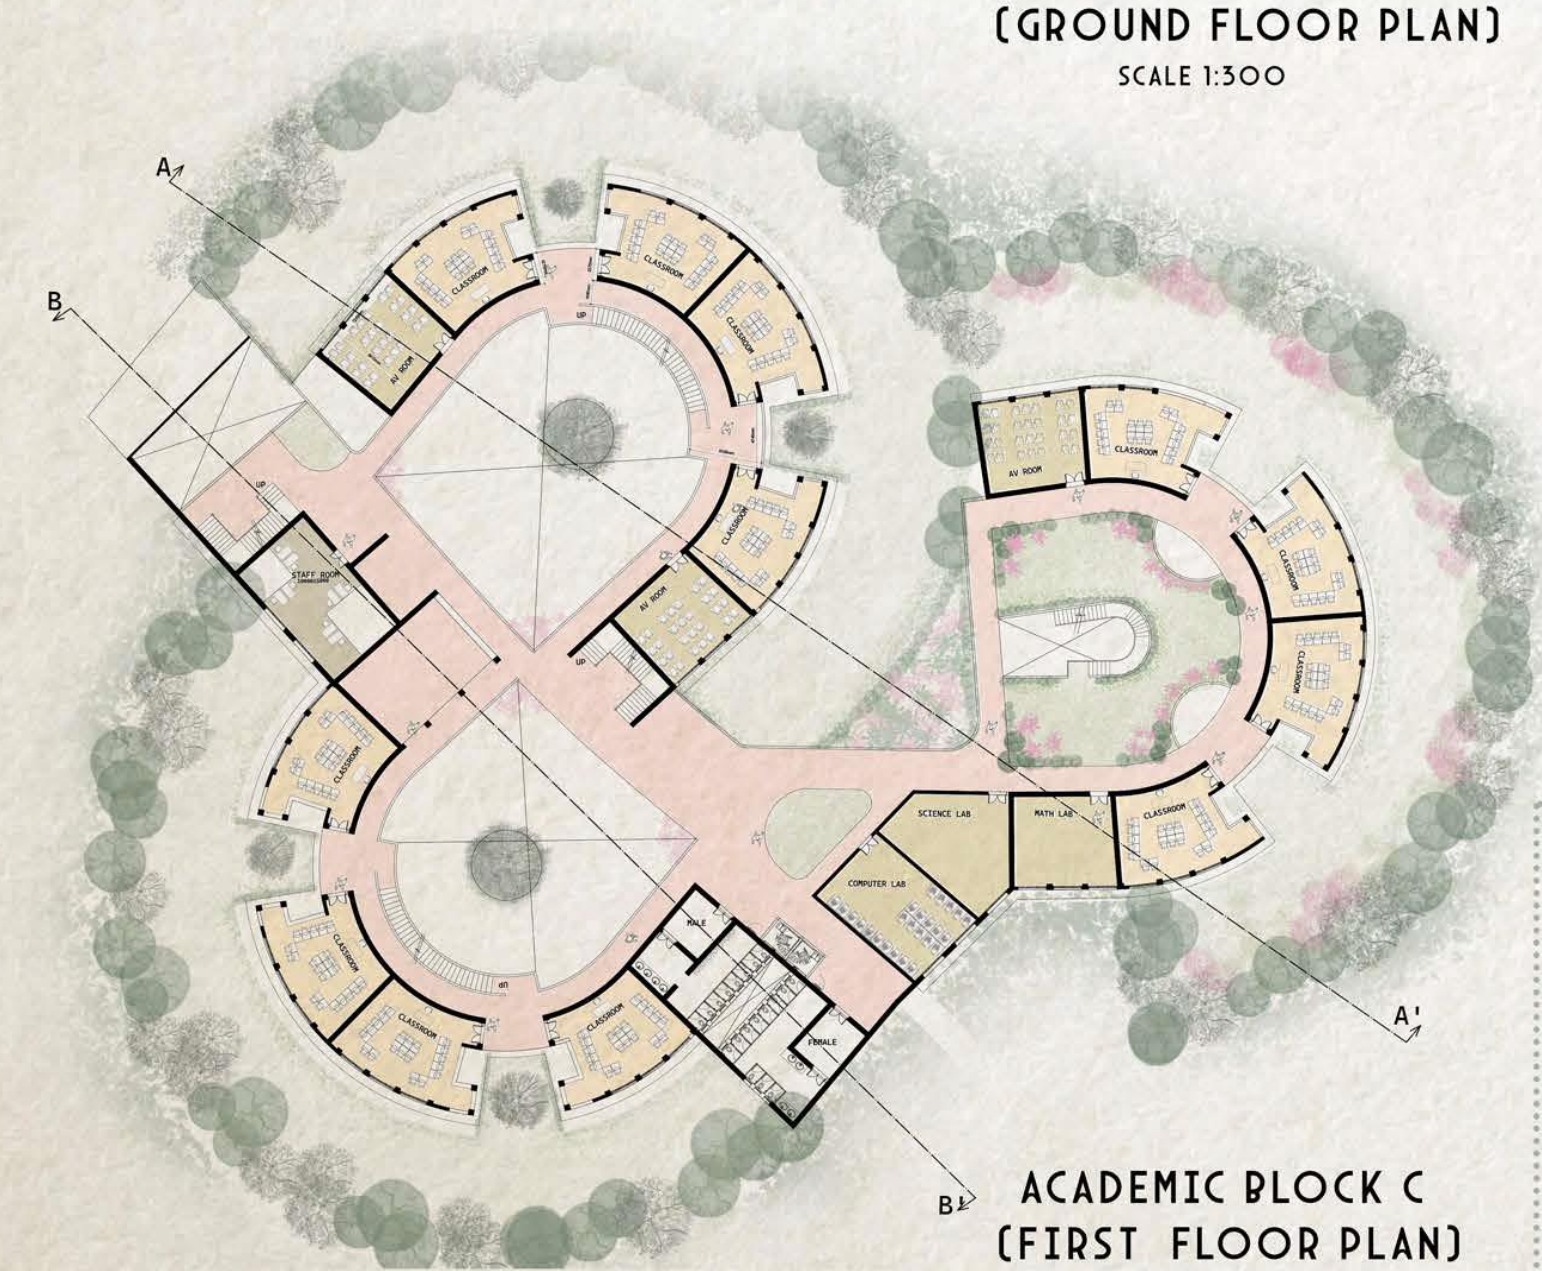 (GROUND FLOOR PLAN)
SCALE 1:300
A
B
CLASSROOM
CLASSROOM
CLASSROOM
AV ROOM
UP
CLASSROOM
AV ROOM
UP
STAFF ROOM
UP
AV ROOM
CLASSROOM
CLASSROOM
CLASSROOM
CLASSROOM
SCIENCE LAB
MATH LAB
COMPUTER LAB
CLASSROOM
CLASSROOM
CLASSROOM
CLASSROOM
UP
MALE
FEMALE
A'
B'
ACADEMIC BLOCK C
(FIRST FLOOR PLAN)